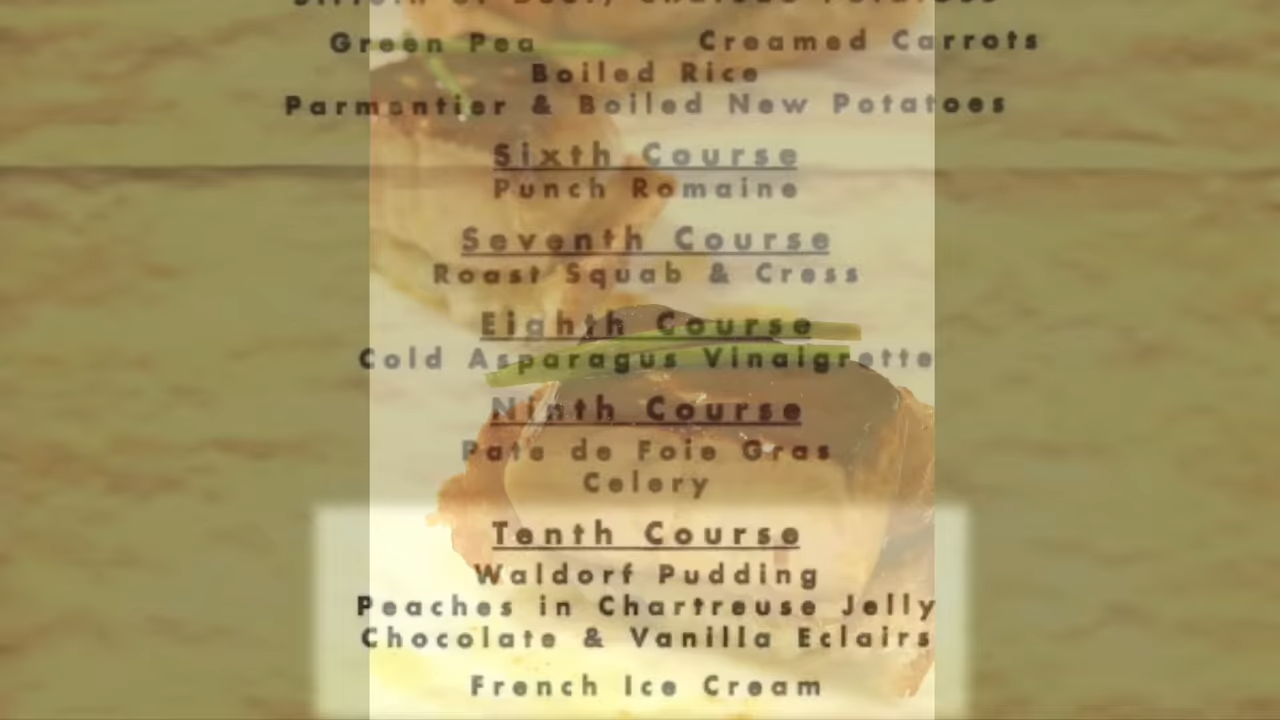 Green Pea Creamed Carrots
Boiled Rice
Parmentier & Boiled New Potatoes
Sixth Course
Punch Romaine
Seventh Course
Roast Squab & Cress
Eighth Course
Cold Asparagus Vinaigrette
Ninth Course
Pate de Foie Gras
Celery
Tenth Course
Waldorf Pudding
Peaches in Chartreuse Jelly
Chocolate & Vanilla Eclairs
French Ice Cream